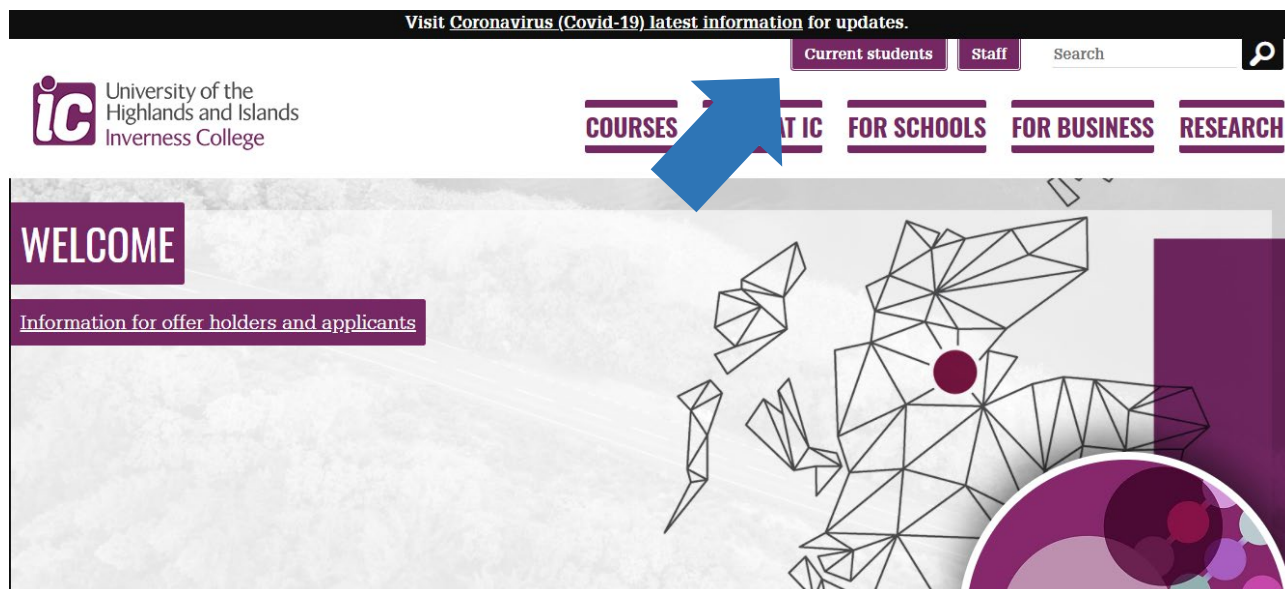 Visit Coronavirus (Covid-19) latest information for updates.
Current students Staff Search
ic University of the
Highlands and Islands
Inverness College
COURSES AT IC FOR SCHOOLS FOR BUSINESS RESEARCH
WELCOME
Information for offer holders and applicants